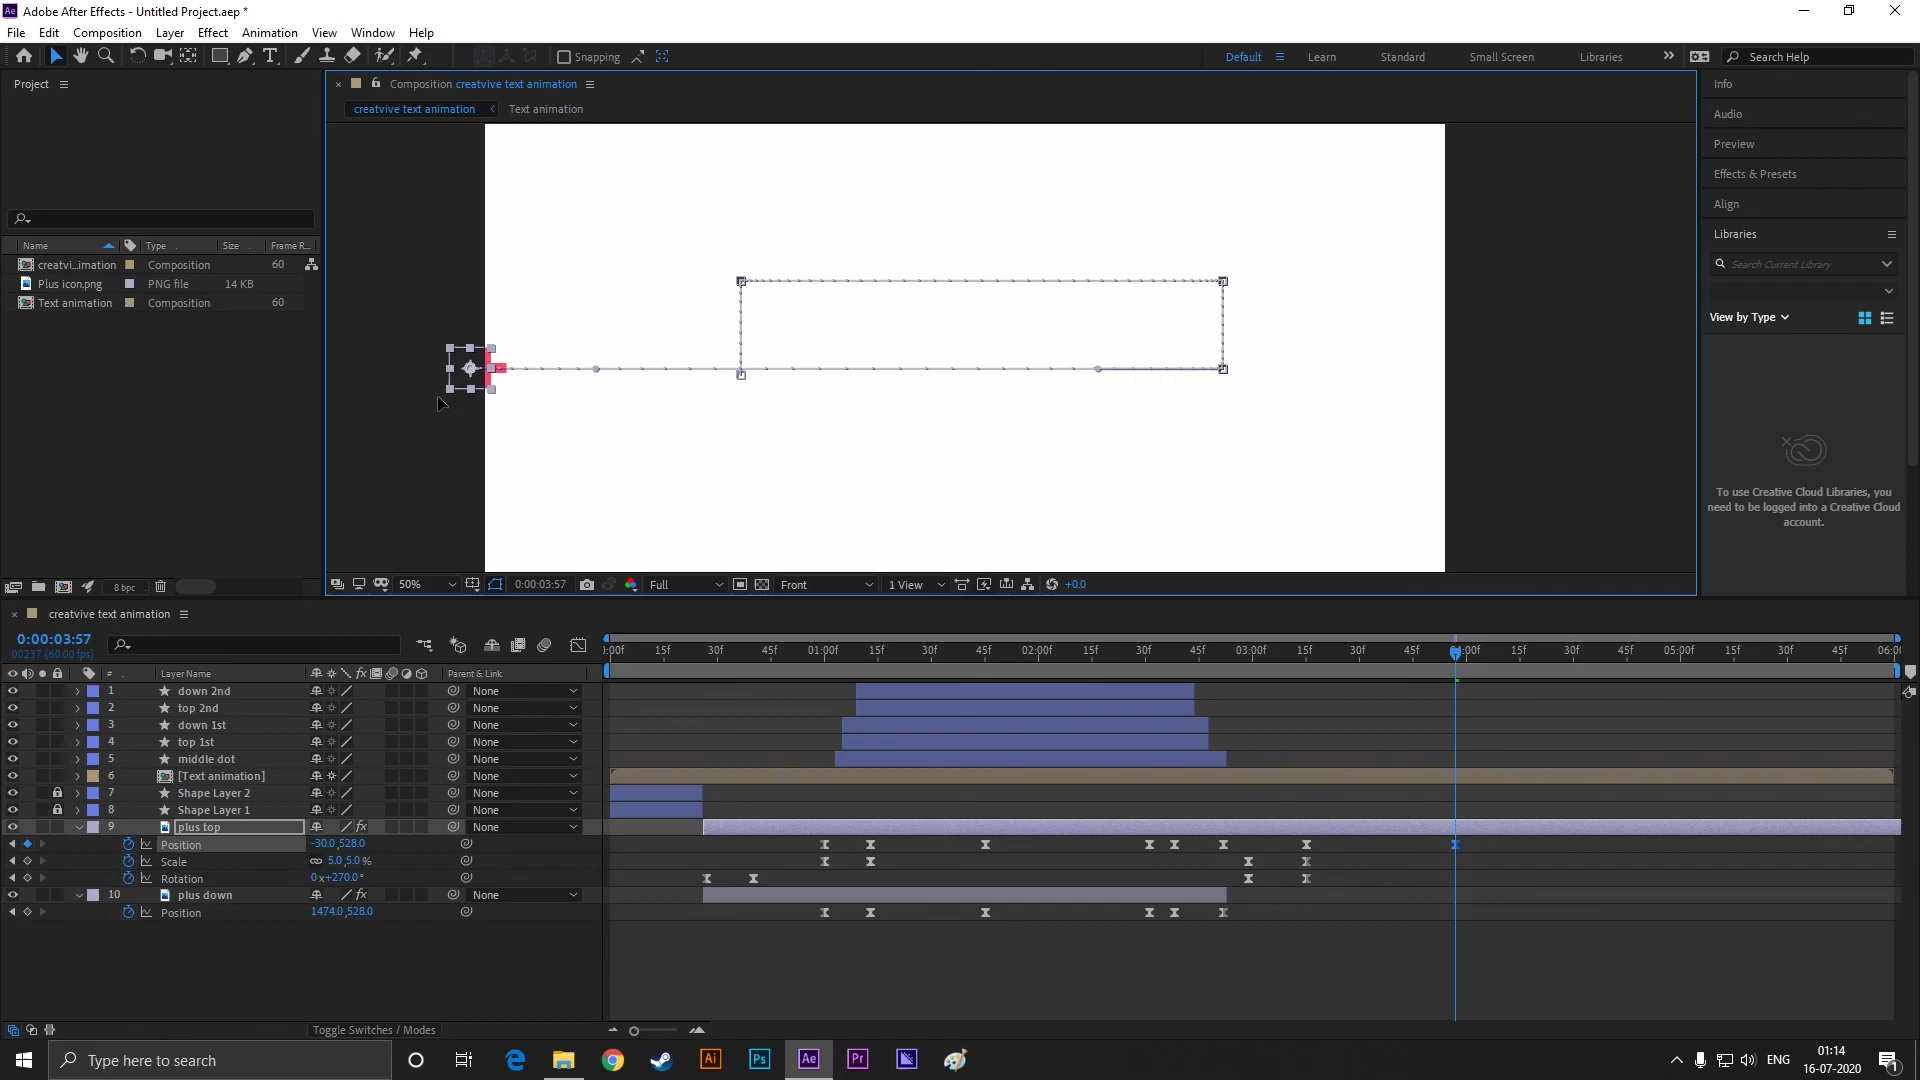 Ae Adobe After Effects - Untitled Project.aep *
File Edit Composition Layer Effect Animation View Window Help
Snapping Default Learn Standard Small Screen Libraries Search Help
Project
Composition creatvive text animation
creatvive text animation Text animation
Name Type Size Frame R...
creatvi...imation Composition 60
Plus icon.png PNG file 14 KB
Text animation Composition 60
8 bpc
50% 0:00:03:57 Full Front 1 View +0.0
Info
Audio
Preview
Effects & Presets
Align
Libraries
Search Current Library
View by Type
To use Creative Cloud Libraries, you
need to be logged into a Creative Cloud
account.
creatvive text animation
0:00:03:57
00237 (60.00 fps)
):00f 15f 30f 45f 01:00f 15f 30f 45f 02:00f 15f 30f 45f 03:00f 15f 30f 45f 04:00f 15f 30f 45f 05:00f 15f 30f 45f 06:00
# Layer Name Parent & Link
1 down 2nd None
2 top 2nd None
3 down 1st None
4 top 1st None
5 middle dot None
6 [Text animation] None
7 Shape Layer 2 None
8 Shape Layer 1 None
9 plus top fx None
Position -30.0,528.0
Scale 5.0,5.0 %
Rotation 0x+270.0°
10 plus down fx None
Position 1474.0,528.0
Toggle Switches / Modes
Type here to search
Ai Ps Ae Pr
ENG
01:14
16-07-2020
1